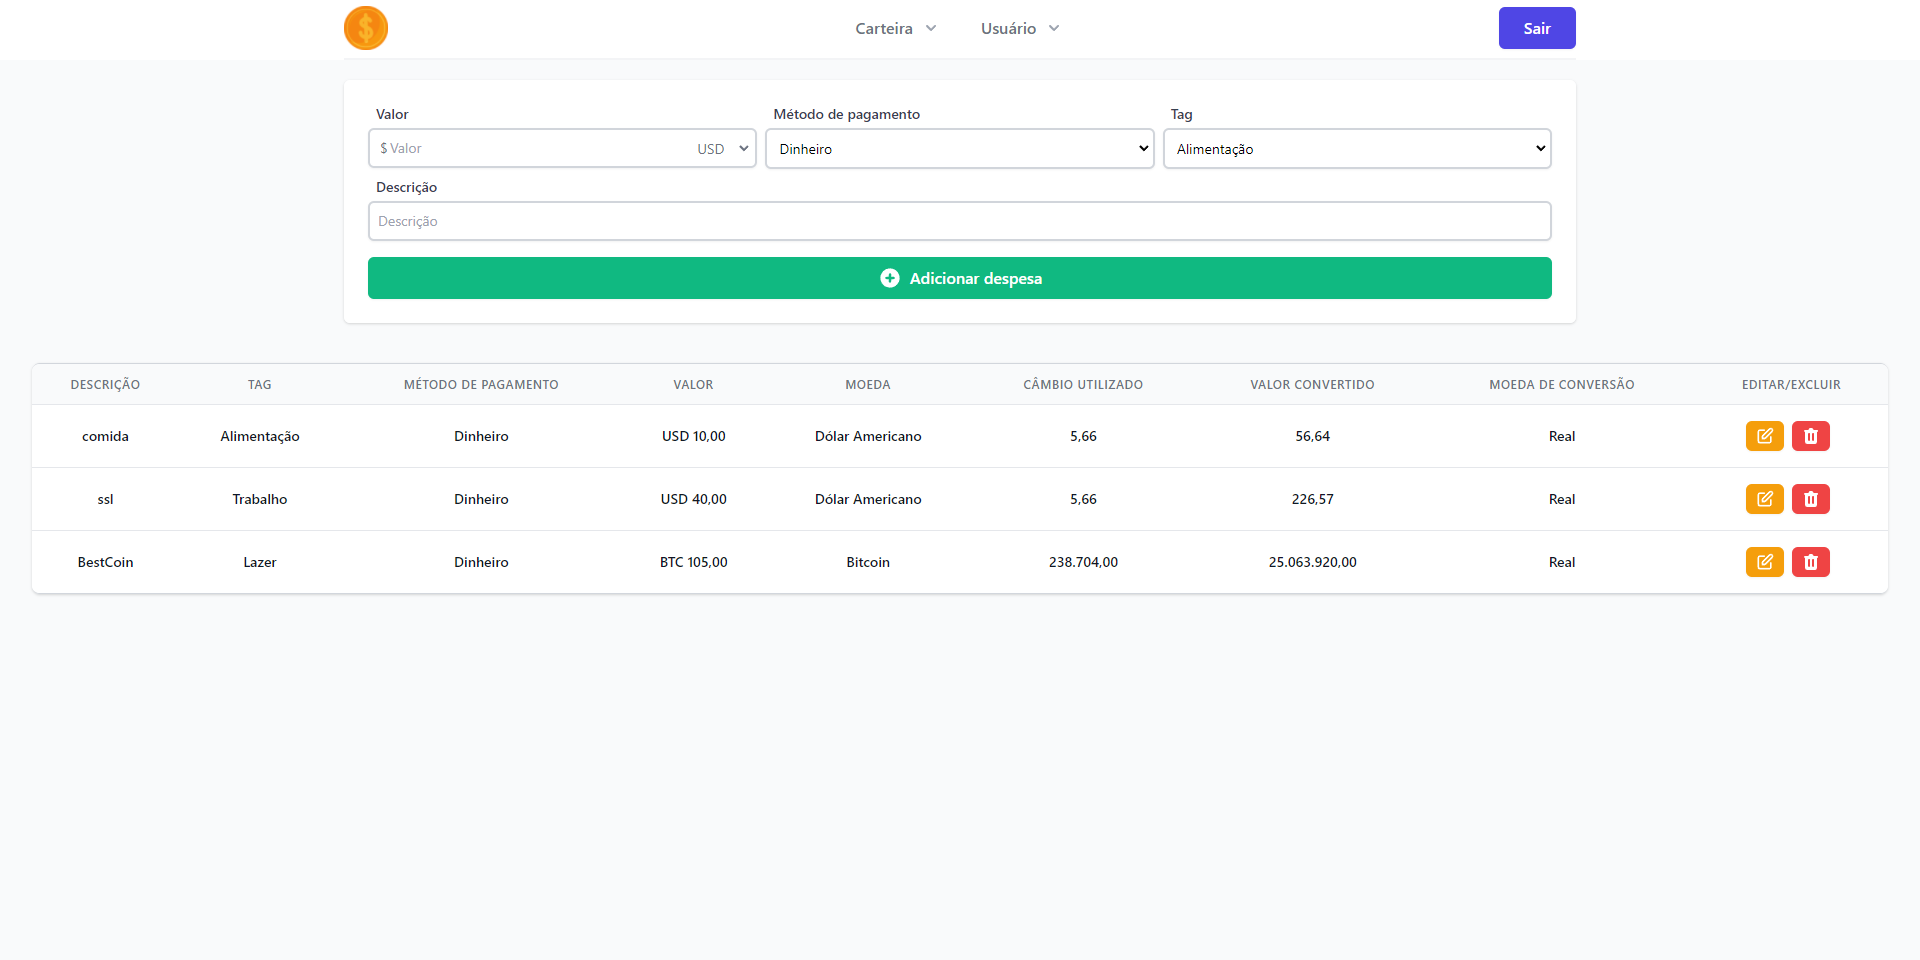 $ Carteira Usuário Sair
Valor Método de pagamento Tag
$ Valor USD Dinheiro Alimentação
Descrição
Descrição
Adicionar despesa
DESCRIÇÃO TAG MÉTODO DE PAGAMENTO VALOR MOEDA CÂMBIO UTILIZADO VALOR CONVERTIDO MOEDA DE CONVERSÃO EDITAR/EXCLUIR
comida Alimentação Dinheiro USD 10,00 Dólar Americano 5,66 56,64 Real
ssl Trabalho Dinheiro USD 40,00 Dólar Americano 5,66 226,57 Real
BestCoin Lazer Dinheiro BTC 105,00 Bitcoin 238.704,00 25.063.920,00 Real